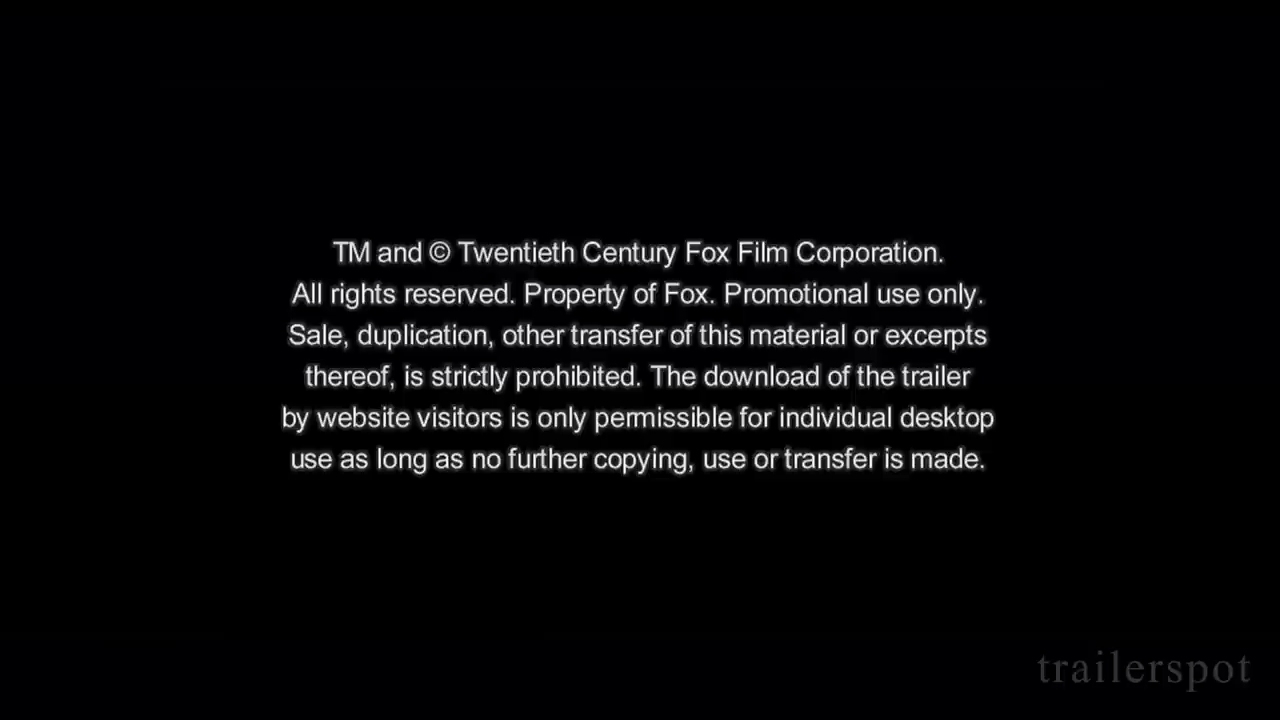 TM and © Twentieth Century Fox Film Corporation.
All rights reserved. Property of Fox. Promotional use only.
Sale, duplication, other transfer of this material or excerpts
thereof, is strictly prohibited. The download of the trailer
by website visitors is only permissible for individual desktop
use as long as no further copying, use or transfer is made.
trailerspot